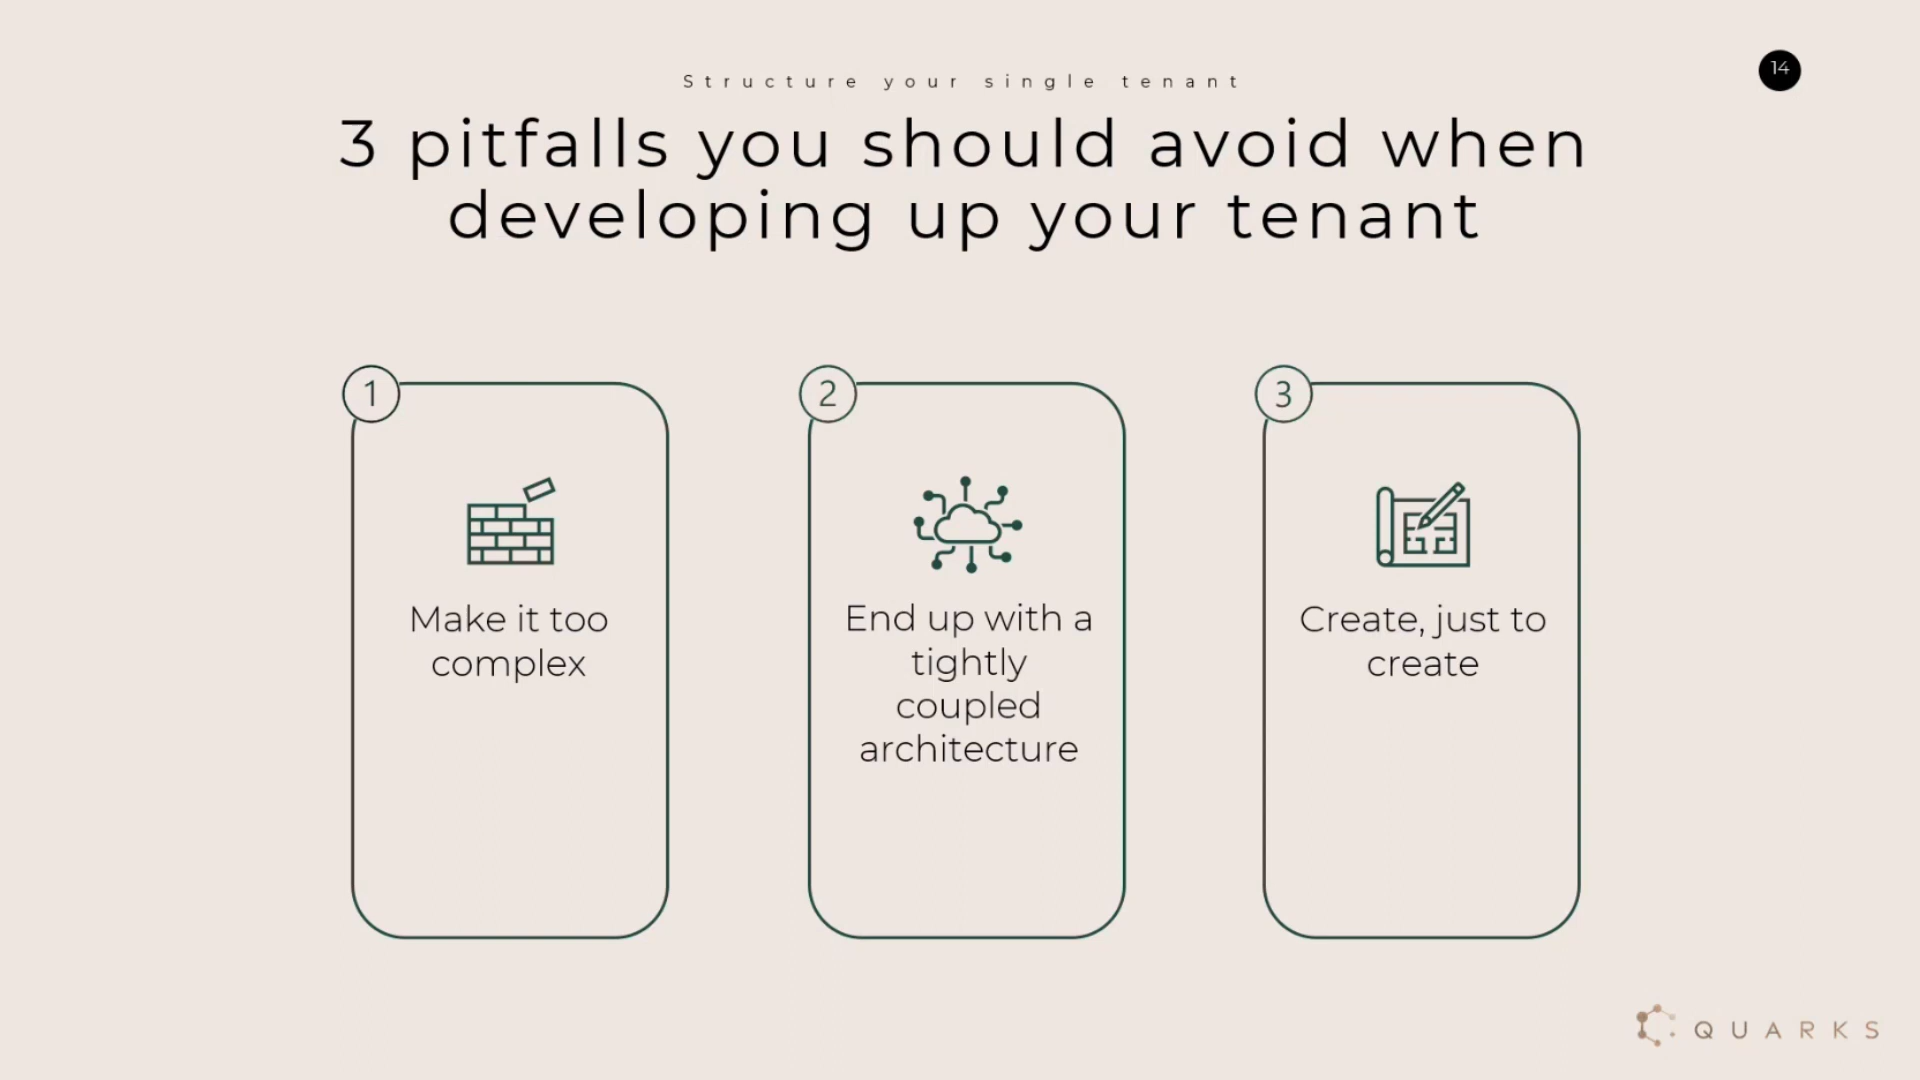 Structure your single tenant
14
3 pitfalls you should avoid when
developing up your tenant
1
Make it too
complex
2
End up with a
tightly
coupled
architecture
3
Create, just to
create
QUARKS